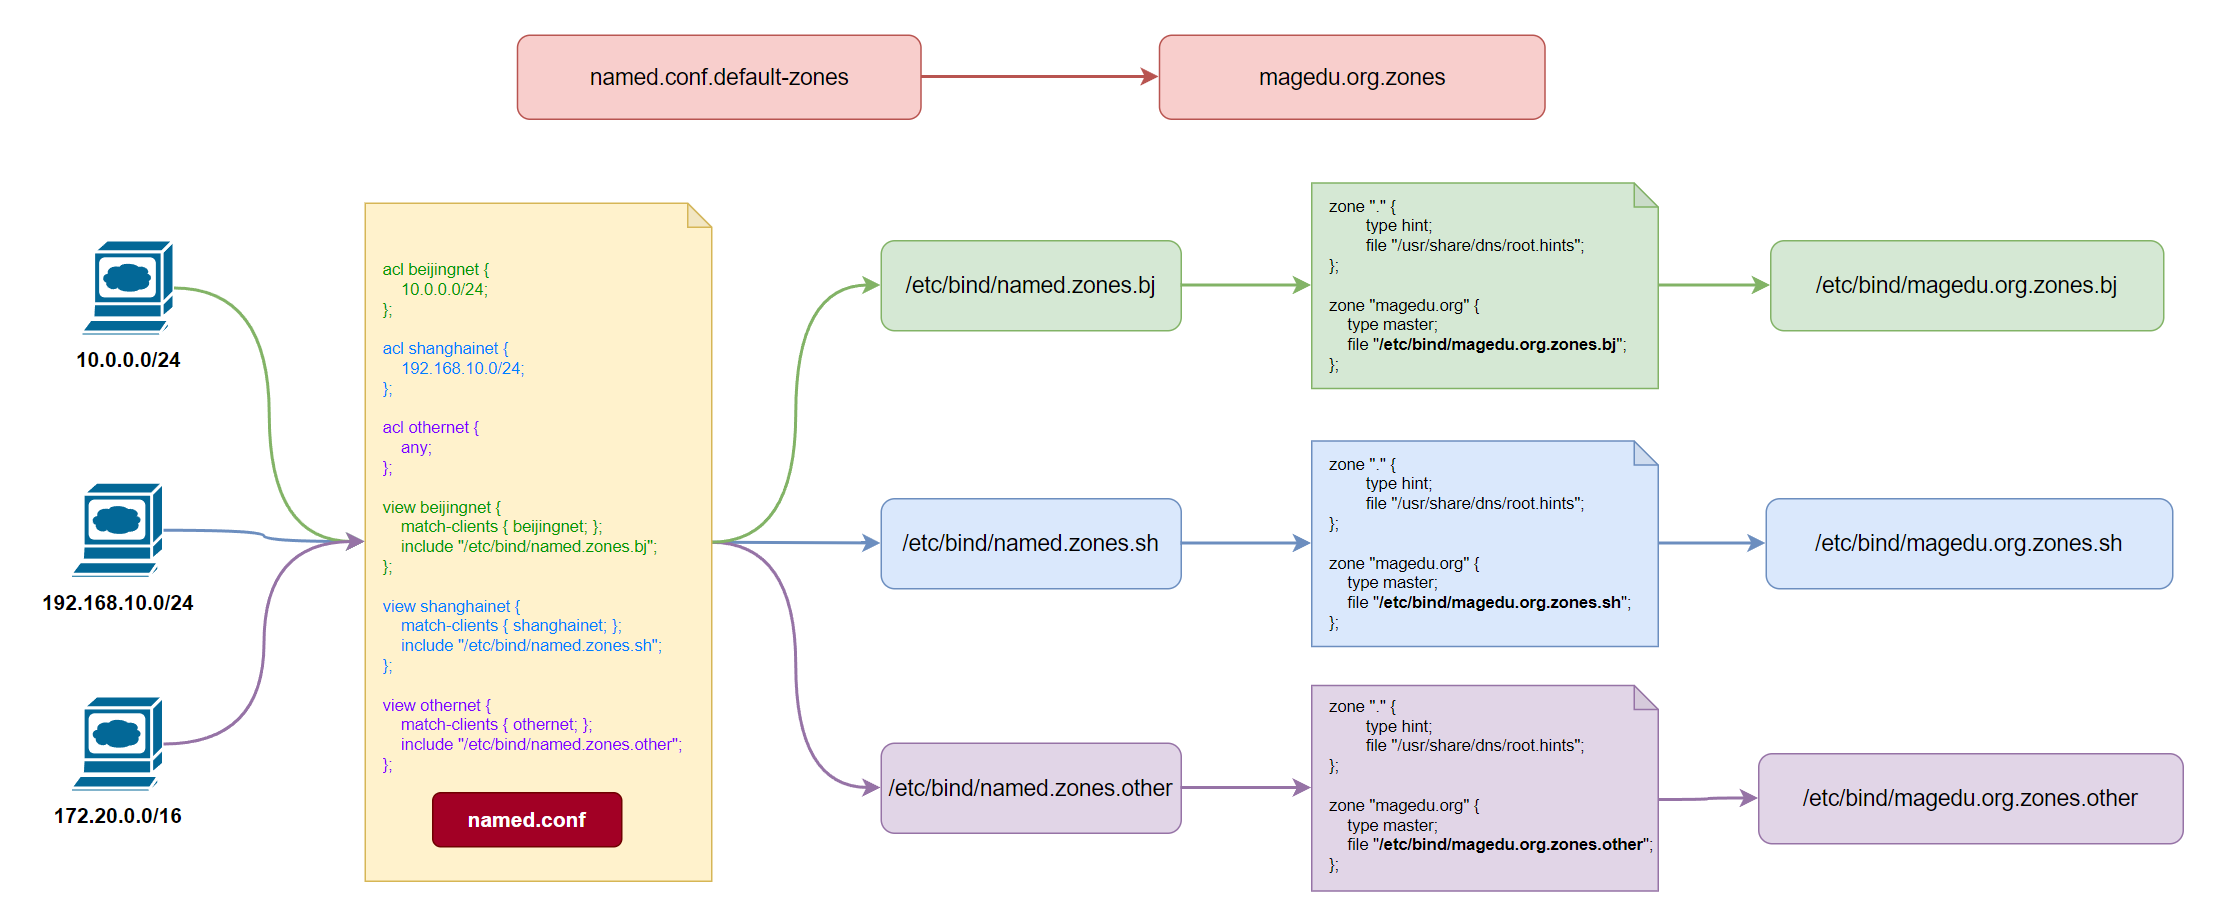 named.conf.default-zones
magedu.org.zones
10.0.0.0/24
192.168.10.0/24
172.20.0.0/16
acl beijingnet {
10.0.0.0/24;
};
acl shanghainet {
192.168.10.0/24;
};
acl othernet {
any;
};
view beijingnet {
match-clients { beijingnet; };
include "/etc/bind/named.zones.bj";
};
view shanghainet {
match-clients { shanghainet; };
include "/etc/bind/named.zones.sh";
};
view othernet {
match-clients { othernet; };
include "/etc/bind/named.zones.other";
};
named.conf
/etc/bind/named.zones.bj
zone "." {
type hint;
file "/usr/share/dns/root.hints";
};
zone "magedu.org" {
type master;
file "/etc/bind/magedu.org.zones.bj";
};
/etc/bind/magedu.org.zones.bj
/etc/bind/named.zones.sh
zone "." {
type hint;
file "/usr/share/dns/root.hints";
};
zone "magedu.org" {
type master;
file "/etc/bind/magedu.org.zones.sh";
};
/etc/bind/magedu.org.zones.sh
/etc/bind/named.zones.other
zone "." {
type hint;
file "/usr/share/dns/root.hints";
};
zone "magedu.org" {
type master;
file "/etc/bind/magedu.org.zones.other";
};
/etc/bind/magedu.org.zones.other